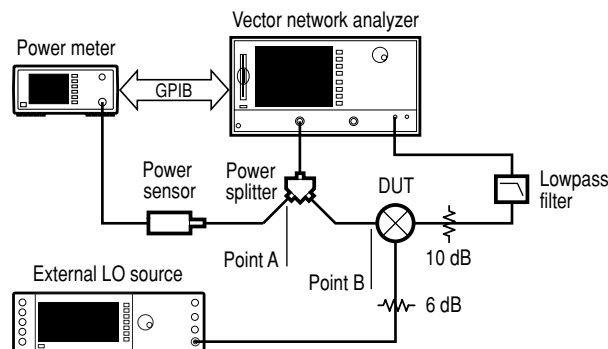 Vector network analyzer
Power meter
GPIB
Power
sensor
Power
splitter
DUT
Lowpass
filter
Point A
Point B
10 dB
External LO source
6 dB